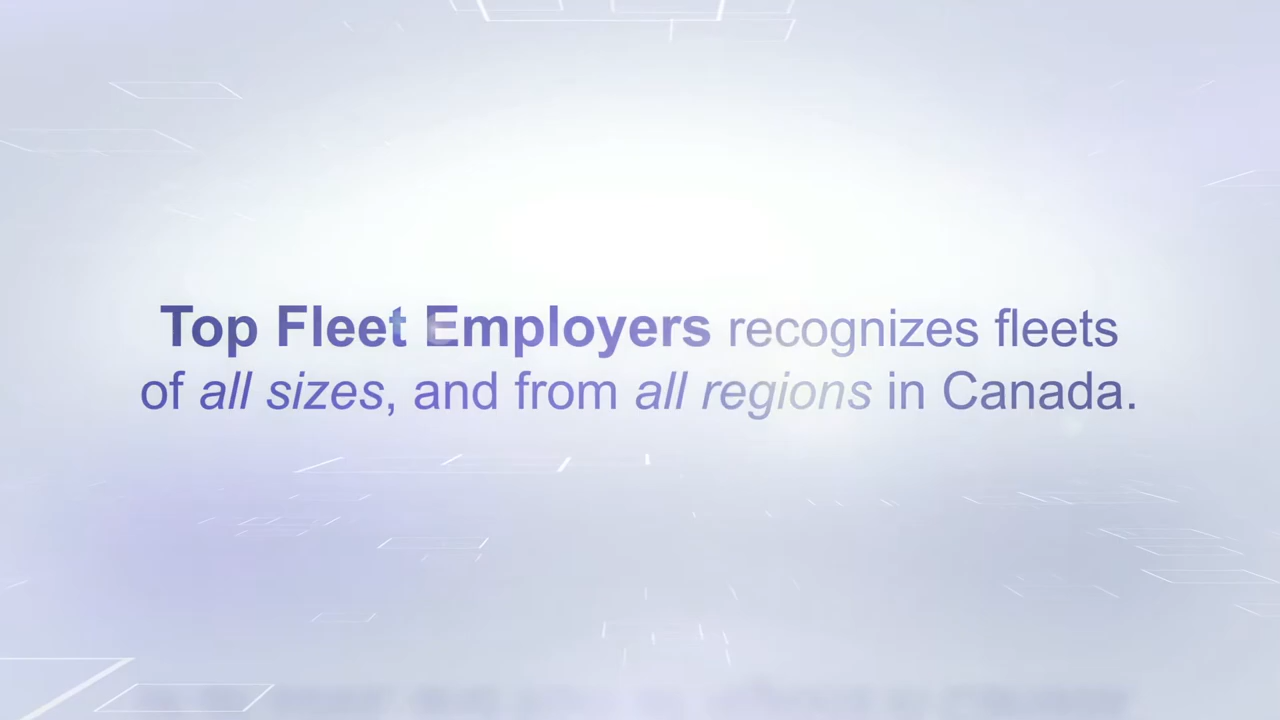 Top Fleet Employers recognizes fleets
of all sizes, and from all regions in Canada.